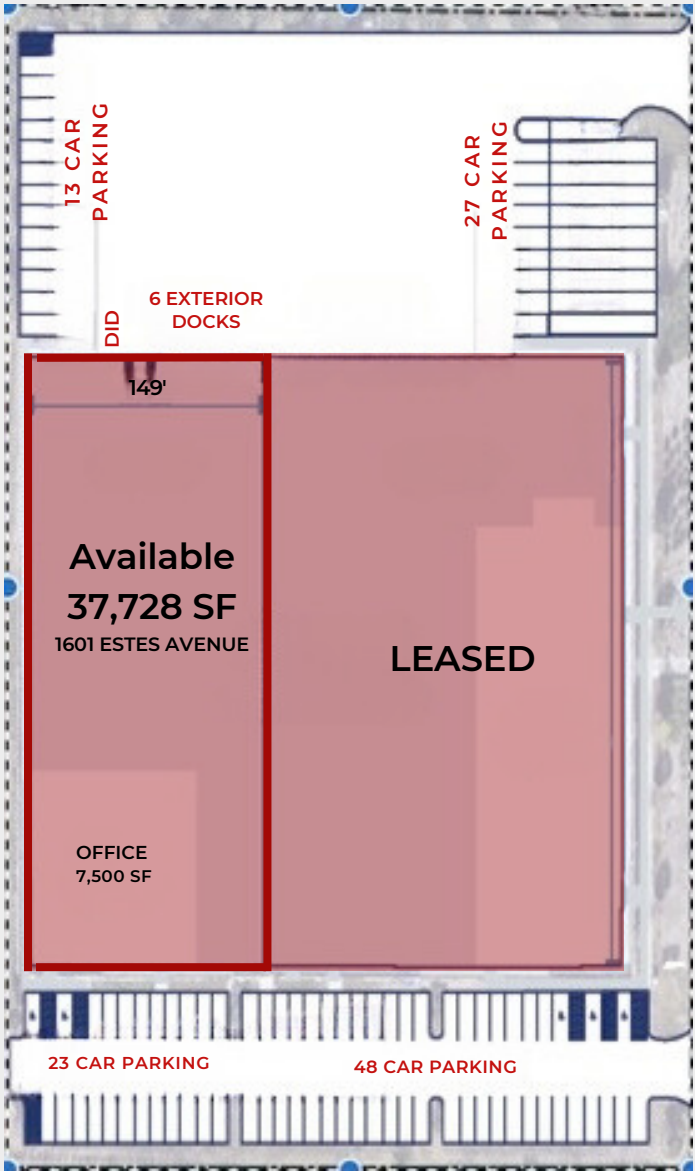 13 CAR
PARKING
27 CAR
PARKING
6 EXTERIOR
DOCKS
DID
149'
Available
37,728 SF
1601 ESTES AVENUE
LEASED
OFFICE
7,500 SF
23 CAR PARKING
48 CAR PARKING